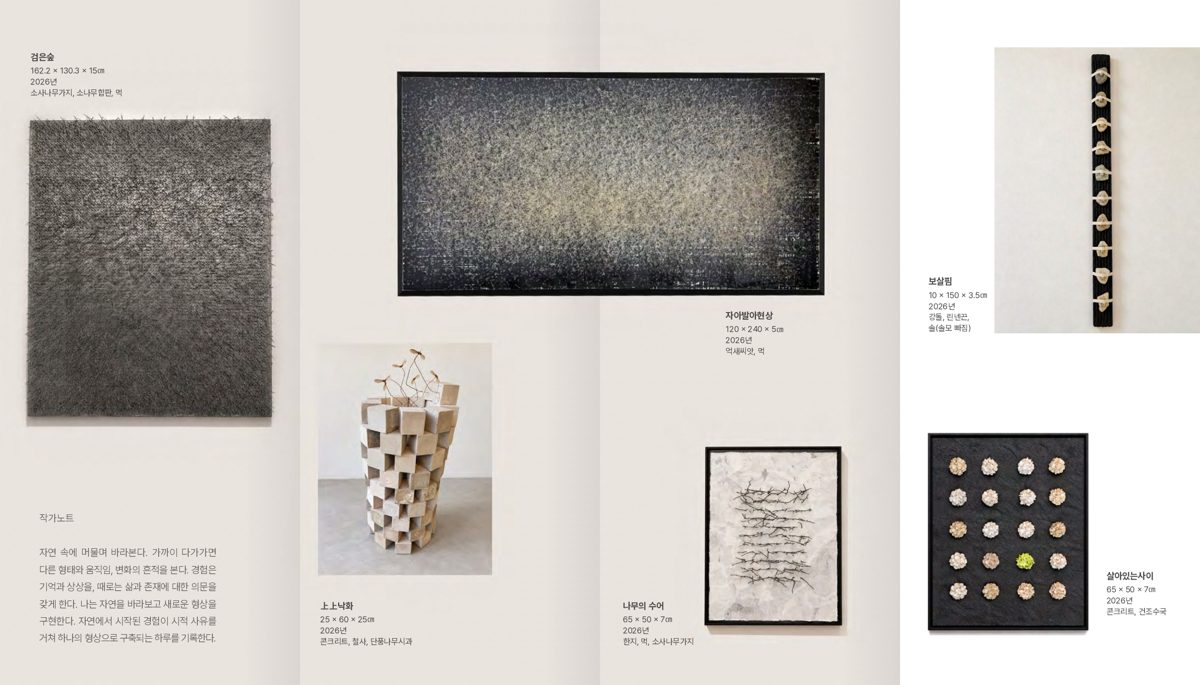 검은숲
162.2 × 130.3 × 15㎝
2026년
소사나무가지, 소나무합판, 먹
작가노트
자연 속에 머물며 바라본다. 가까이 다가가면
다른 형태와 움직임, 변화의 흔적을 본다. 경험은
기억과 상상을, 때로는 삶과 존재에 대한 의문을
갖게 한다. 나는 자연을 바라보고 새로운 형상을
구현한다. 자연에서 시작된 경험이 시적 사유를
거쳐 하나의 형상으로 구축되는 하루를 기록한다.
上上낙화
25 × 60 × 25㎝
2026년
콘크리트, 철사, 단풍나무시과
자아발아현상
120 × 240 × 5㎝
2026년
먹새씨앗, 먹
나무의 수어
65 × 50 × 7㎝
2026년
한지, 먹, 소사나무가지
보살핌
10 × 150 × 3.5㎝
2026년
강돌, 린넨끈,
솔(솔모 빠짐)
살아있는사이
65 × 50 × 7㎝
2026년
콘크리트, 건조수국